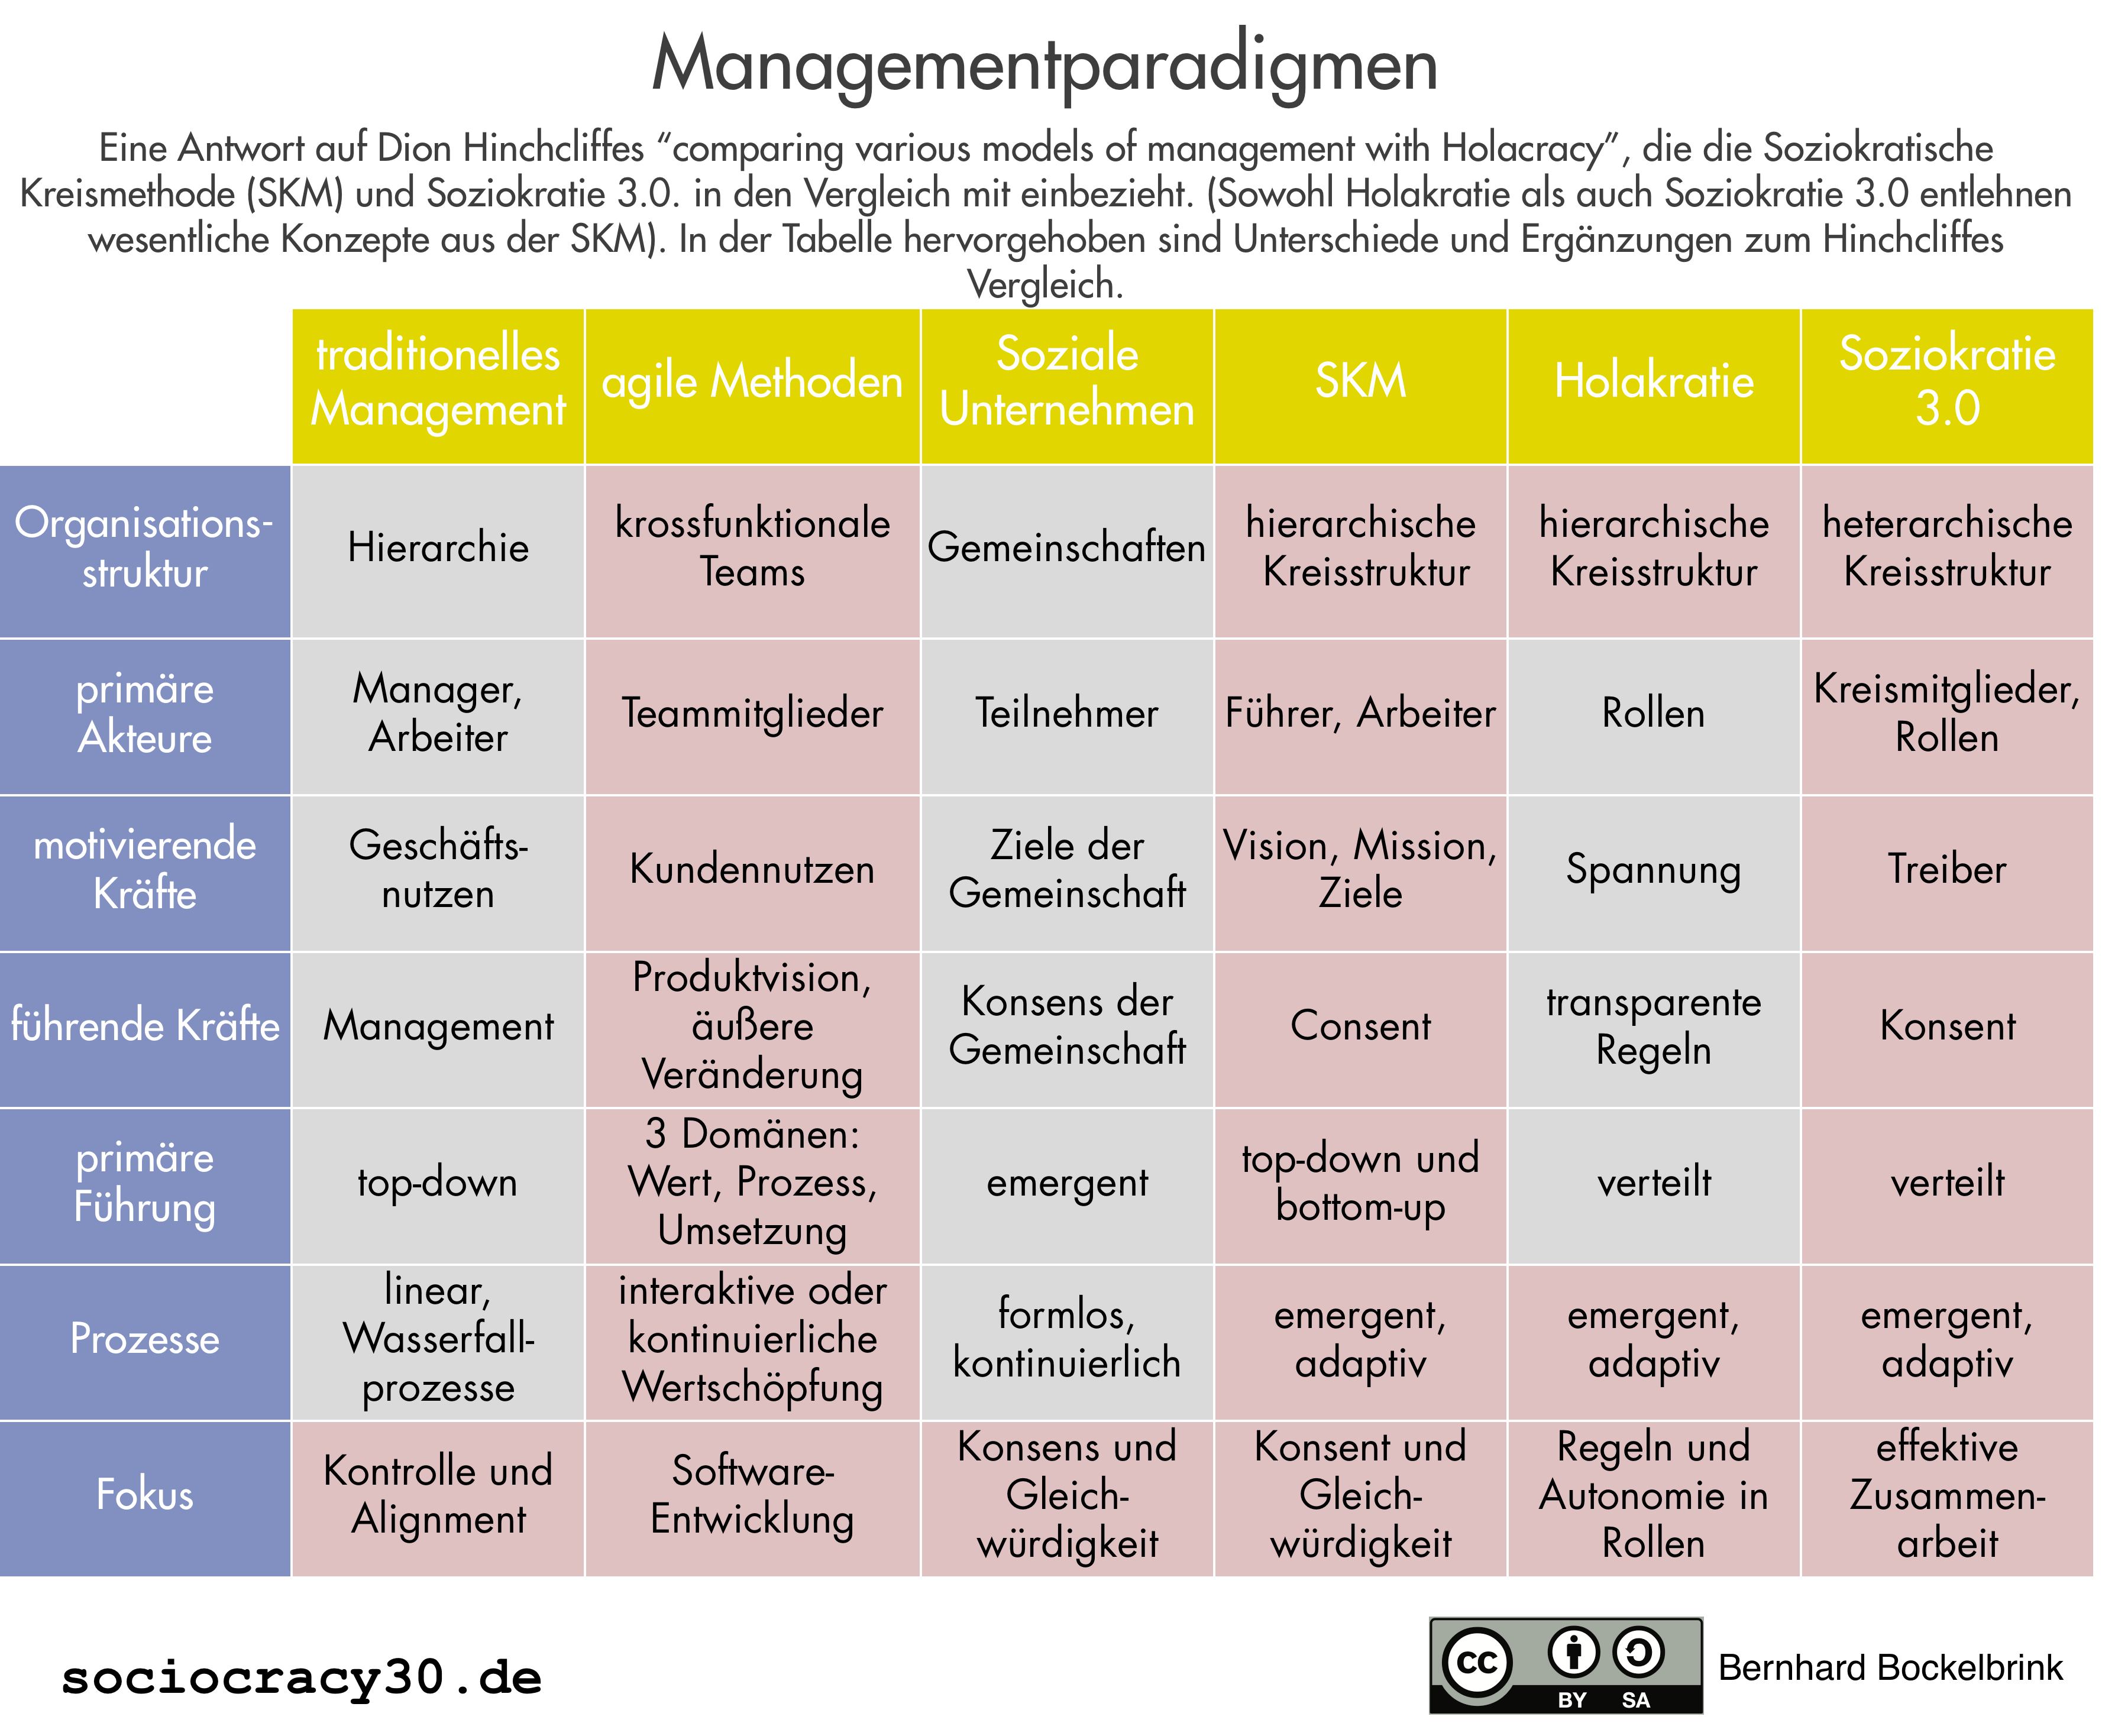 Managementparadigmen
Eine Antwort auf Dion Hinchcliffes “comparing various models of management with Holacracy”, die die Soziokratische
Kreismethode (SKM) und Soziokratie 3.0. in den Vergleich mit einbezieht. (Sowohl Holakratie als auch Soziokratie 3.0 entlehnen
wesentliche Konzepte aus der SKM). In der Tabelle hervorgehoben sind Unterschiede und Ergänzungen zum Hinchcliffes
Vergleich.
traditionelles
Management
agile Methoden
Soziale
Unternehmen
SKM
Holakratie
Soziokratie
3.0
Organisations-
struktur
Hierarchie
krossfunktionale
Teams
Gemeinschaften
hierarchische
Kreisstruktur
hierarchische
Kreisstruktur
heterarchische
Kreisstruktur
primäre
Akteure
Manager,
Arbeiter
Teammitglieder
Teilnehmer
Führer, Arbeiter
Rollen
Kreismitglieder,
Rollen
motivierende
Kräfte
Geschäfts-
nutzen
Kundennutzen
Ziele der
Gemeinschaft
Vision, Mission,
Ziele
Spannung
Treiber
führende Kräfte
Management
Produktvision,
äußere
Veränderung
Konsens der
Gemeinschaft
Consent
transparente
Regeln
Konsent
primäre
Führung
top-down
3 Domänen:
Wert, Prozess,
Umsetzung
emergent
top-down und
bottom-up
verteilt
verteilt
Prozesse
linear,
Wasserfall-
prozesse
interaktive oder
kontinuierliche
Wertschöpfung
formlos,
kontinuierlich
emergent,
adaptiv
emergent,
adaptiv
emergent,
adaptiv
Fokus
Kontrolle und
Alignment
Software-
Entwicklung
Konsens und
Gleich-
würdigkeit
Konsent und
Gleich-
würdigkeit
Regeln und
Autonomie in
Rollen
effektive
Zusammen-
arbeit
sociocracy30.de
cc
BY SA
Bernhard Bockelbrink